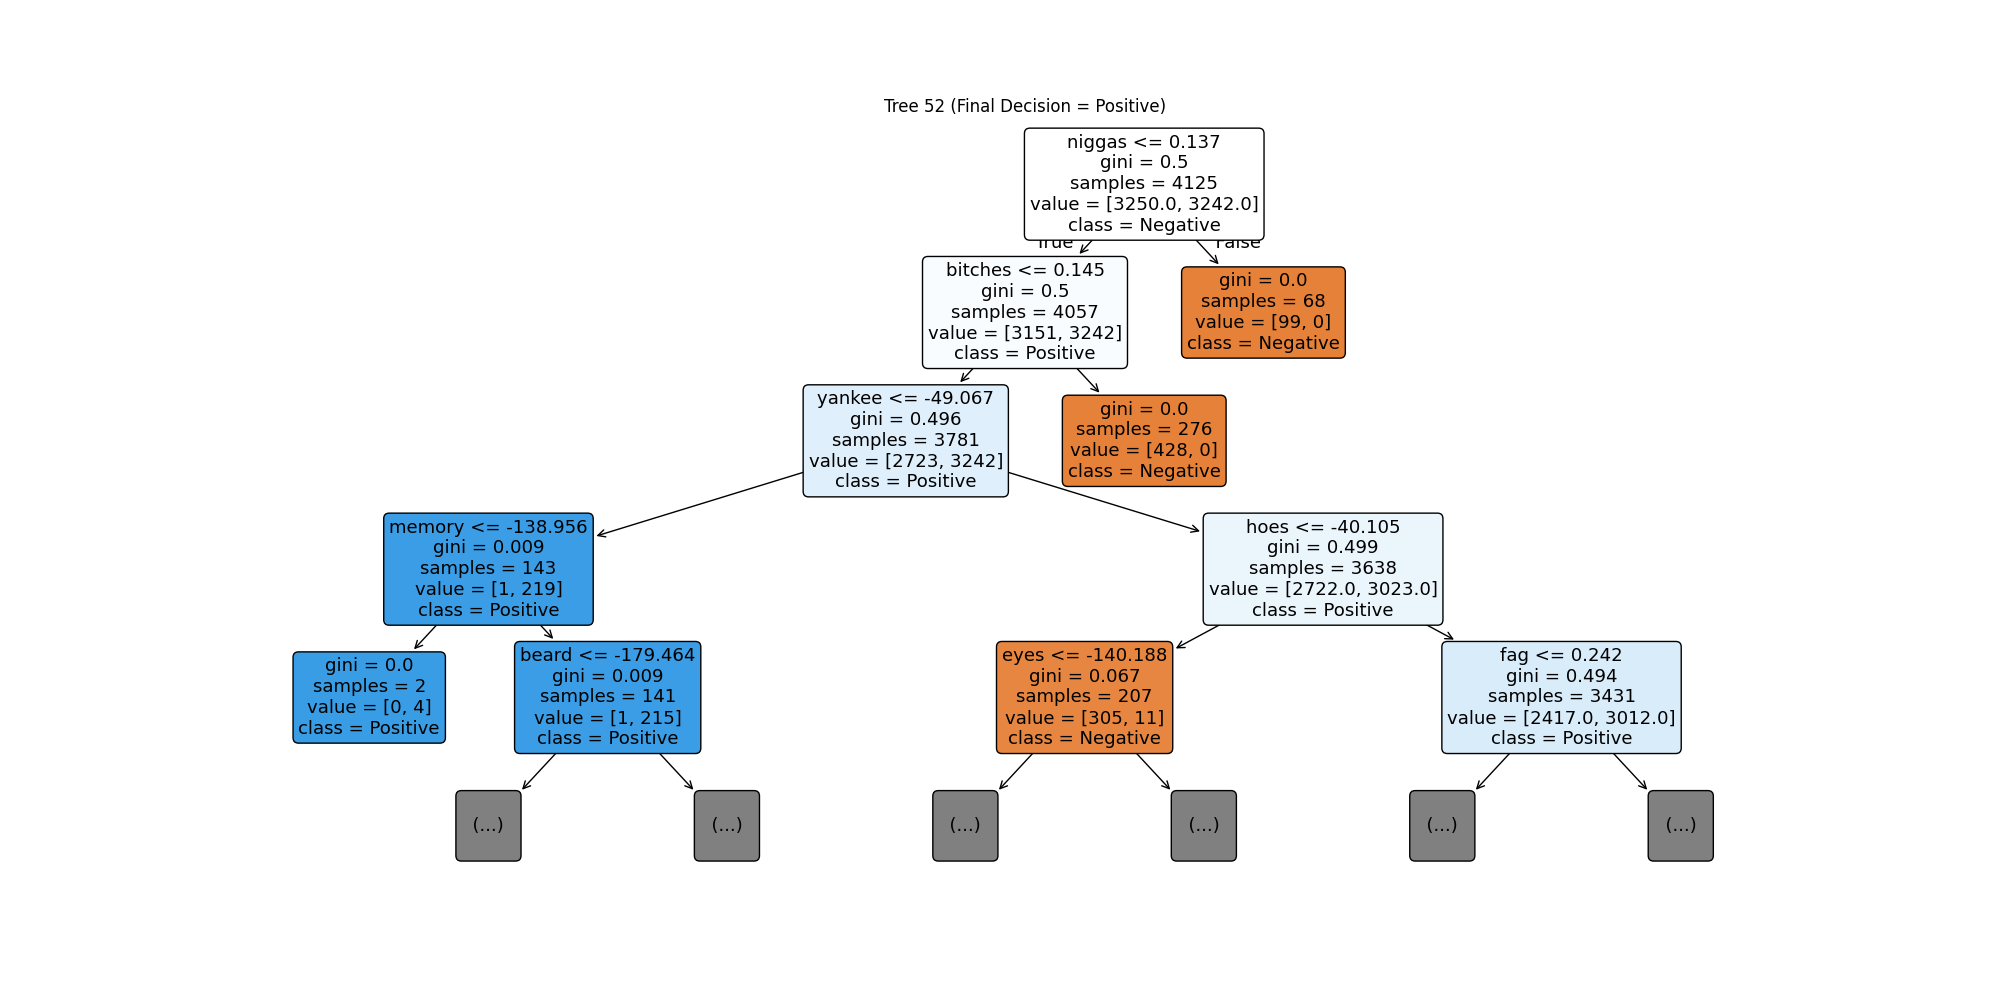 Tree 52 (Final Decision = Positive)
niggas <= 0.137
gini = 0.5
samples = 4125
value = [3250.0, 3242.0]
class = Negative
True
False
bitches <= 0.145
gini = 0.5
samples = 4057
value = [3151, 3242]
class = Positive
gini = 0.0
samples = 68
value = [99, 0]
class = Negative
yankee <= -49.067
gini = 0.496
samples = 3781
value = [2723, 3242]
class = Positive
gini = 0.0
samples = 276
value = [428, 0]
class = Negative
memory <= -138.956
gini = 0.009
samples = 143
value = [1, 219]
class = Positive
hoes <= -40.105
gini = 0.499
samples = 3638
value = [2722.0, 3023.0]
class = Positive
gini = 0.0
samples = 2
value = [0, 4]
class = Positive
beard <= -179.464
gini = 0.009
samples = 141
value = [1, 215]
class = Positive
eyes <= -140.188
gini = 0.067
samples = 207
value = [305, 11]
class = Negative
fag <= 0.242
gini = 0.494
samples = 3431
value = [2417.0, 3012.0]
class = Positive
(...)
(...)
(...)
(...)
(...)
(...)